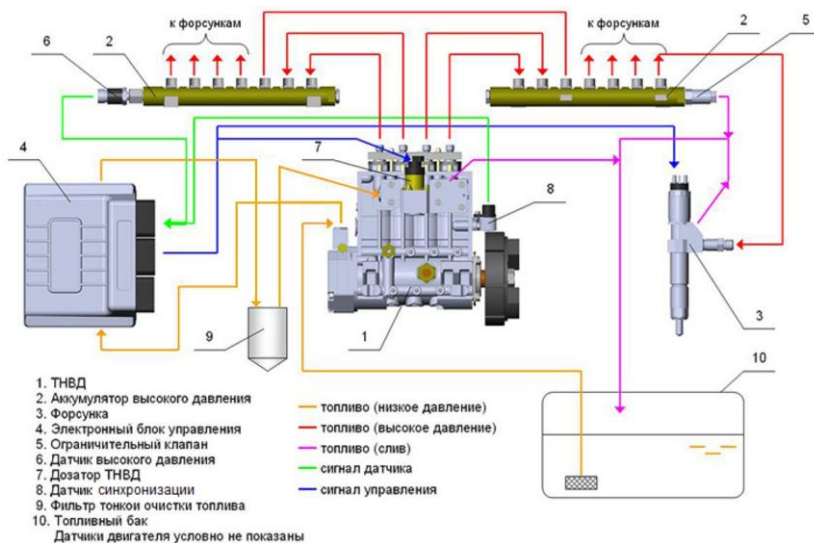 к форсункам
к форсункам
6
2
2
5
4
7
8
9
1
3
10
1. ТНВД
2. Аккумулятор высокого давления
3. Форсунка
4. Электронный блок управления
5. Ограничительный клапан
6. Датчик высокого давления
7. Дозатор ТНВД
8. Датчик синхронизации
9. Фильтр тонкои очистки топлива
10. Топливный бак
Датчики двигателя условно не показаны
топливо (низкое давление)
топливо (высокое давление)
топливо (слив)
сигнал датчика
сигнал управления